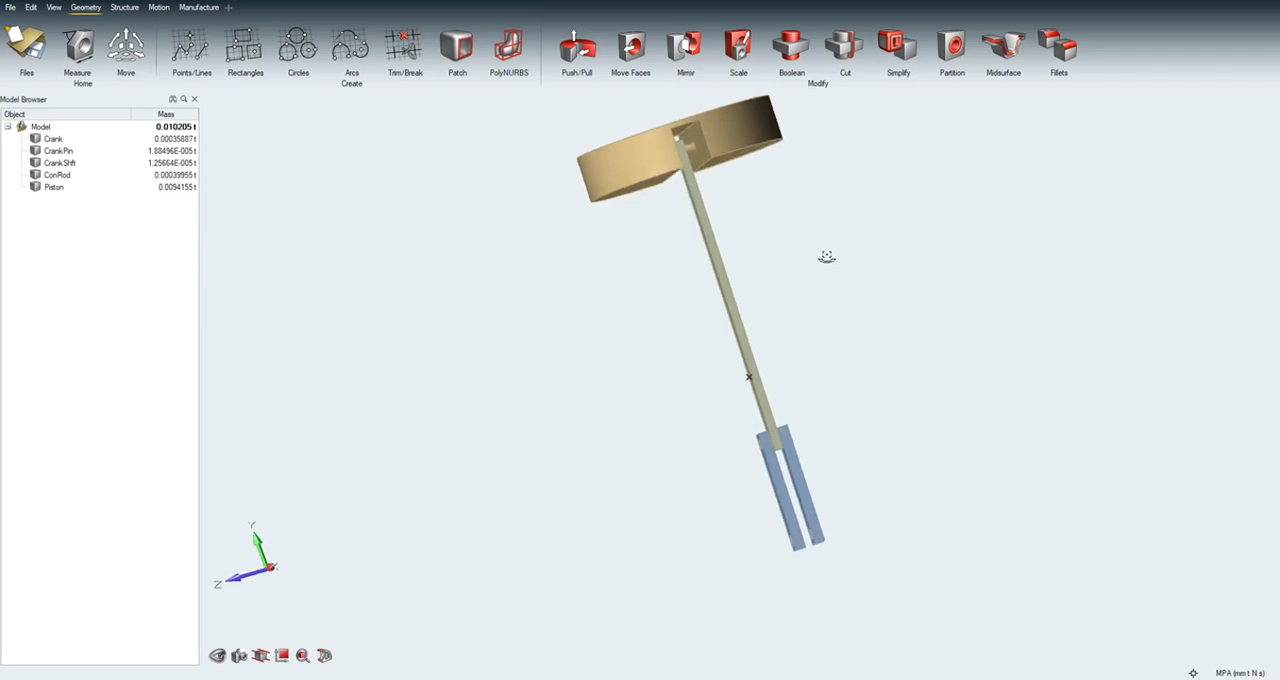 File Edit View Geometry Structure Motion Manufacture
Files Measure Move Points/Lines Rectangles Circles Arcs Trim/Break Patch PolyNURBS Push/Pull Move Faces Mirror Scale Boolean Cut Simplify Partition Midsurface Fillets
Home Create Modify
Model Browser
Object Mass
Model 0.010205 t
Crank 0.00035887 t
CrankPin 1.88496E-005 t
CrankShft 1.25664E-005 t
ConRod 0.00039955 t
Piston 0.0094155 t
Y
Z
MPA (mm t N s)